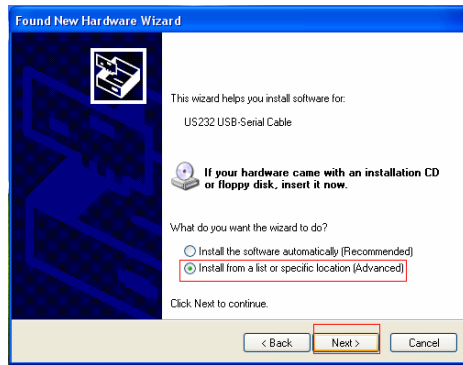 Found New Hardware Wizard
This wizard helps you install software for:
US232 USB-Serial Cable
If your hardware came with an installation CD
or floppy disk, insert it now.
What do you want the wizard to do?
Install the software automatically (Recommended)
Install from a list or specific location (Advanced)
Click Next to continue.
< Back Next > Cancel